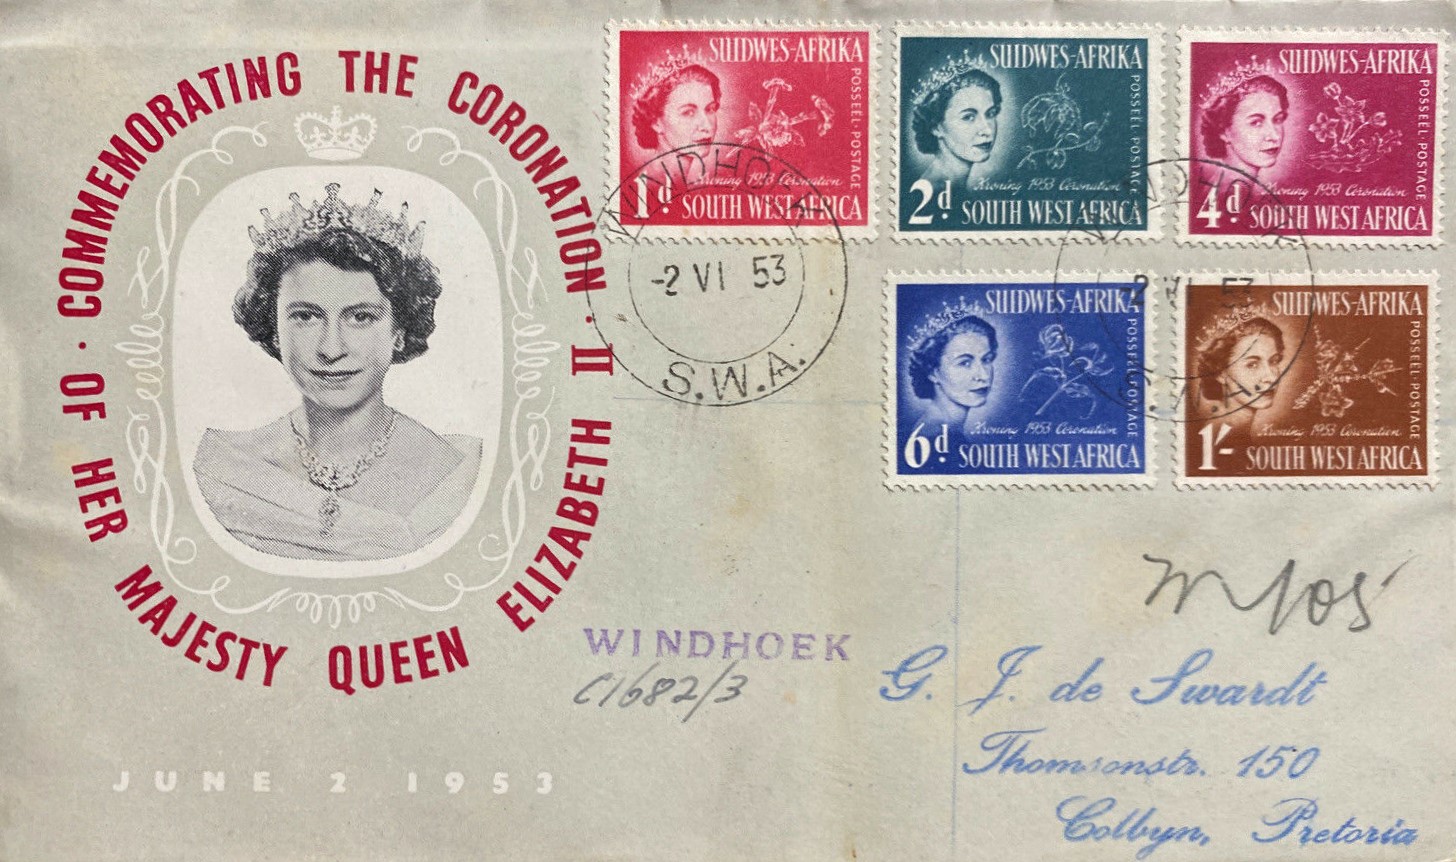 COMMEMORATING THE CORONATION · OF HER MAJESTY QUEEN ELIZABETH II ·
JUNE 2 1953
SUIDWES-AFRIKA
POSSEEL·POSTAGE
Kroning 1953 Coronation
1d.
SOUTH WEST AFRICA
SUIDWES-AFRIKA
POSSEEL·POSTAGE
Kroning 1953 Coronation
2d.
SOUTH WEST AFRICA
SUIDWES-AFRIKA
POSSEEL·POSTAGE
Kroning 1953 Coronation
4d.
SOUTH WEST AFRICA
WINDHOEK
-2 VI 53
S.W.A.
WINDHOEK
-2 VI 53
S.W.A.
SUIDWES-AFRIKA
POSSEEL·POSTAGE
Kroning 1953 Coronation
6d.
SOUTH WEST AFRICA
SUIDWES-AFRIKA
POSSEEL·POSTAGE
Kroning 1953 Coronation
1/-
SOUTH WEST AFRICA
WINDHOEK
C1682/3
G. J. de Swardt
Thomsonstr. 150
Colbyn, Pretoria